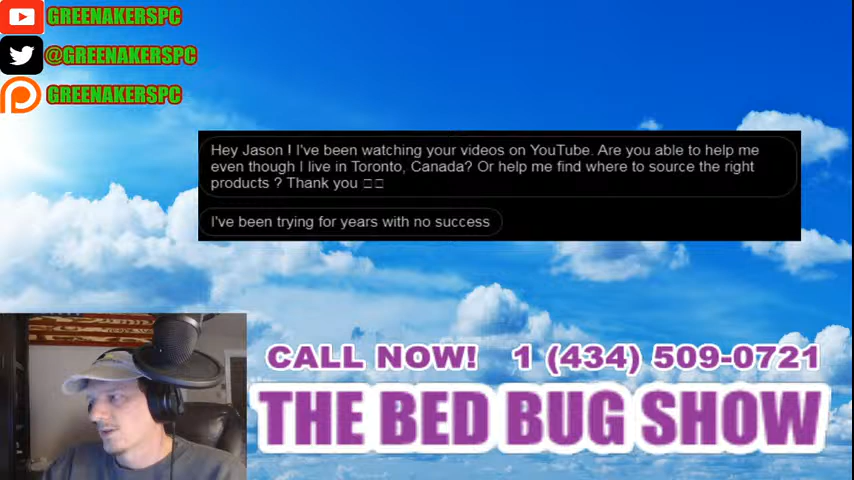 GREENAKERSPC
@GREENAKERSPC
GREENAKERSPC
Hey Jason ! I've been watching your videos on YouTube. Are you able to help me
even though I live in Toronto, Canada? Or help me find where to source the right
products ? Thank you □□
I've been trying for years with no success
CALL NOW! 1 (434) 509-0721
THE BED BUG SHOW